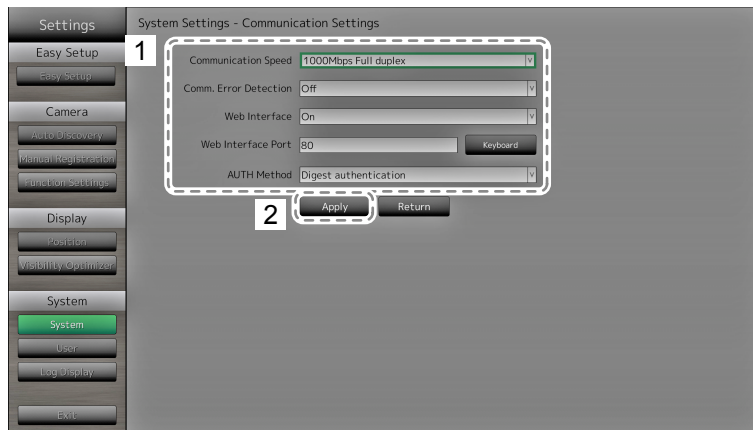 Settings
System Settings - Communication Settings
Easy Setup
Easy Setup
Camera
Auto Discovery
Manual Registration
Function Settings
Display
Position
Visibility Optimizer
System
System
User
Log Display
Exit
1
Communication Speed 1000Mbps Full duplex
Comm. Error Detection Off
Web Interface On
Web Interface Port 80 Keyboard
AUTH Method Digest authentication
2
Apply Return